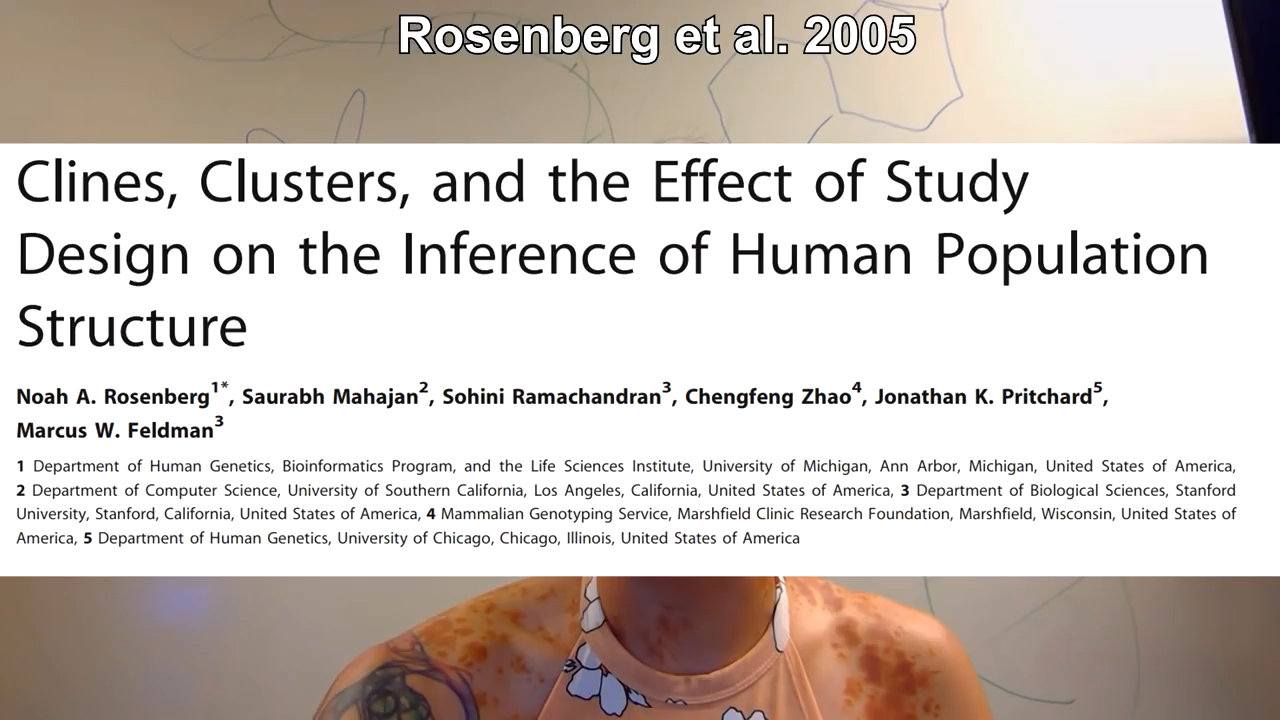 Rosenberg et al. 2005
Clines, Clusters, and the Effect of Study
Design on the Inference of Human Population
Structure
Noah A. Rosenberg1*, Saurabh Mahajan2, Sohini Ramachandran3, Chengfeng Zhao4, Jonathan K. Pritchard5,
Marcus W. Feldman3
1 Department of Human Genetics, Bioinformatics Program, and the Life Sciences Institute, University of Michigan, Ann Arbor, Michigan, United States of America,
2 Department of Computer Science, University of Southern California, Los Angeles, California, United States of America, 3 Department of Biological Sciences, Stanford
University, Stanford, California, United States of America, 4 Mammalian Genotyping Service, Marshfield Clinic Research Foundation, Marshfield, Wisconsin, United States of
America, 5 Department of Human Genetics, University of Chicago, Chicago, Illinois, United States of America